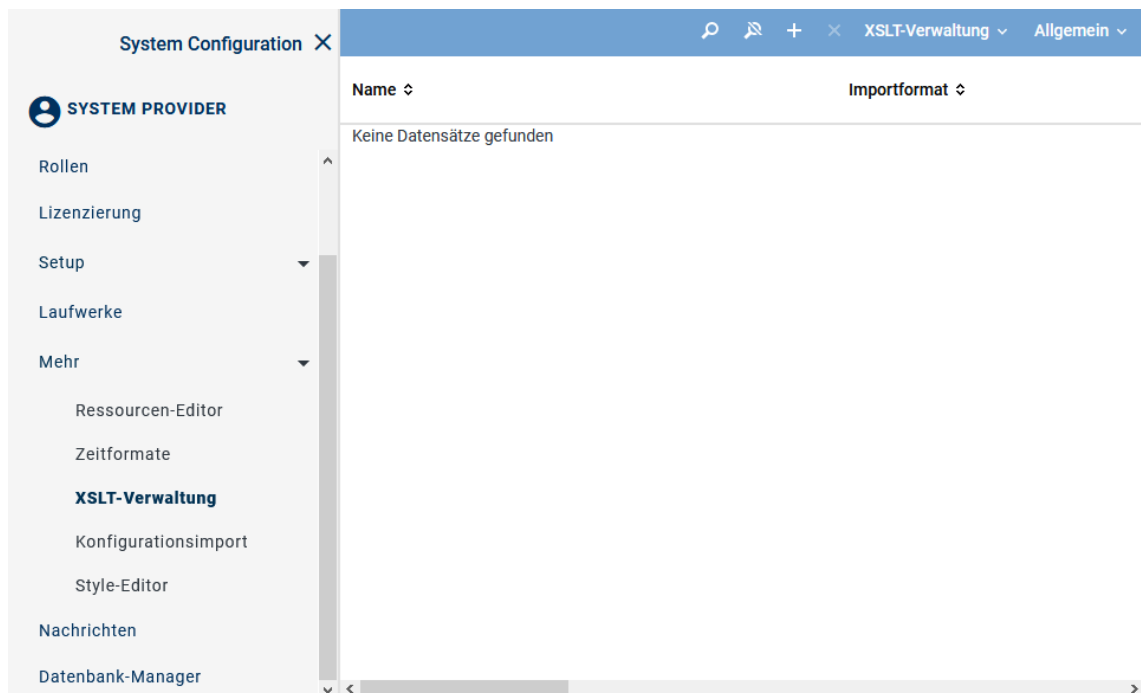 System Configuration
SYSTEM PROVIDER
Rollen
Lizenzierung
Setup
Laufwerke
Mehr
Ressourcen-Editor
Zeitformate
XSLT-Verwaltung
Konfigurationsimport
Style-Editor
Nachrichten
Datenbank-Manager
XSLT-Verwaltung Allgemein
Name Importformat
Keine Datensätze gefunden